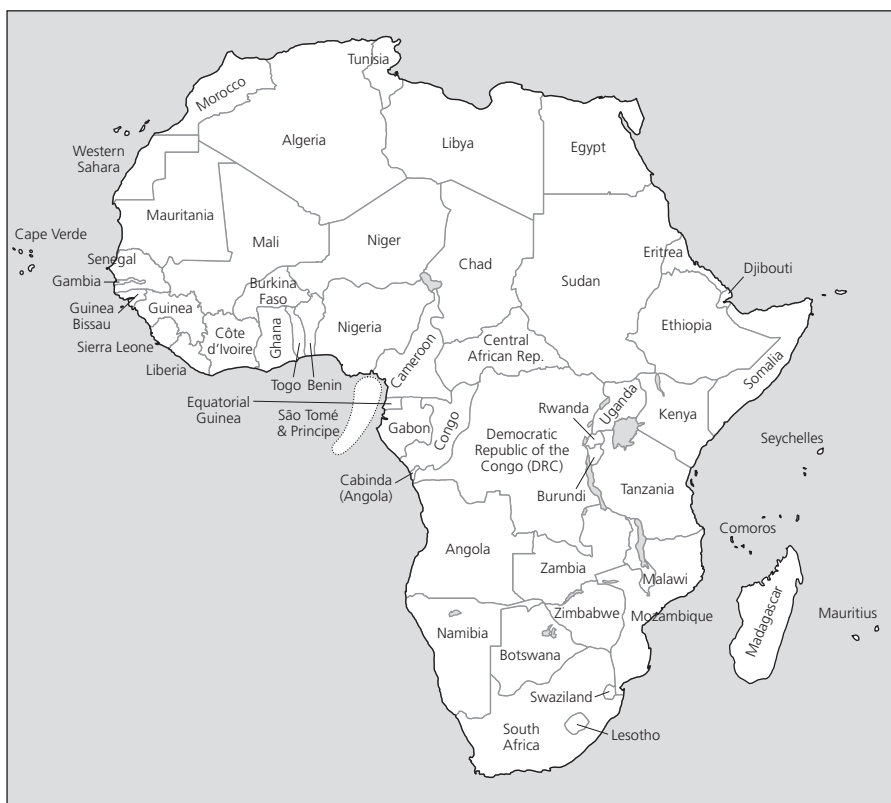 Tunisia
Morocco
Algeria
Libya
Egypt
Western
Sahara
Mauritania
Mali
Niger
Chad
Sudan
Eritrea
Djibouti
Cape Verde
Senegal
Gambia
Guinea
Bissau
Guinea
Burkina
Faso
Sierra Leone
Liberia
Côte
d'Ivoire
Ghana
Togo
Benin
Nigeria
Cameroon
Central
African Rep.
Ethiopia
Somalia
Equatorial
Guinea
São Tomé
& Principe
Gabon
Congo
Democratic
Republic of the
Congo (DRC)
Rwanda
Uganda
Kenya
Burundi
Tanzania
Seychelles
Cabinda
(Angola)
Angola
Zambia
Malawi
Comoros
Mozambique
Zimbabwe
Namibia
Botswana
Madagascar
Mauritius
Swaziland
South
Africa
Lesotho